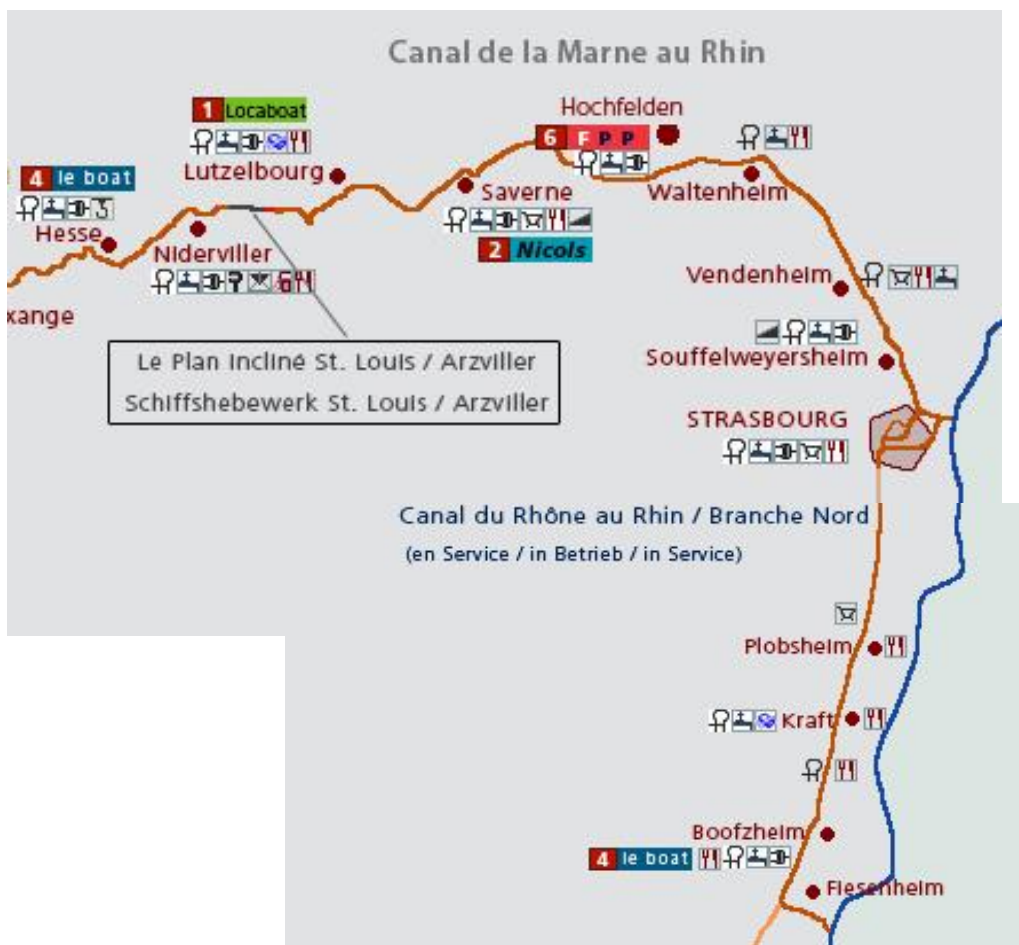 Canal de la Marne au Rhin
1 Locaboat
Hochfelden
6 F P P
4 le boat
Lutzelbourg
Saverne
Waltenheim
Hesse
Niderviller
2 Nicols
Vendenheim
xange
Le Plan Incliné St. Louis / Arzviller
Schiffshebewerk St. Louis / Arzviller
Souffelweyersheim
STRASBOURG
Canal du Rhône au Rhin / Branche Nord
(en Service / in Betrieb / in Service)
Plobsheim
Kraft
Boofzheim
4 le boat
Fiesenheim